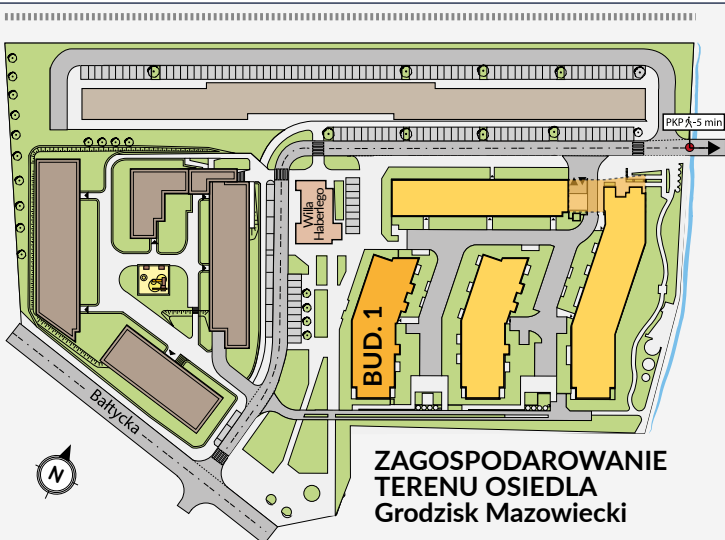 PKP -5 min
Willa
Haberlego
BUD. 1
Bałtycka
N
ZAGOSPODAROWANIE
TERENU OSIEDLA
Grodzisk Mazowiecki